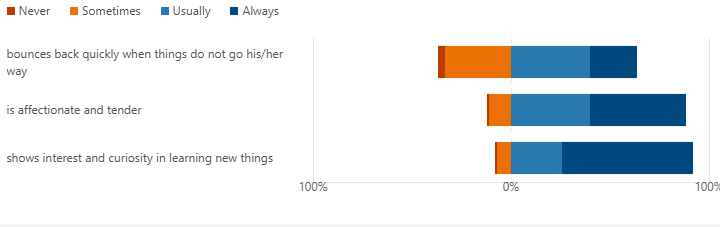 Never Sometimes Usually Always
bounces back quickly when things do not go his/her
way
is affectionate and tender
shows interest and curiosity in learning new things
100% 0% 100%